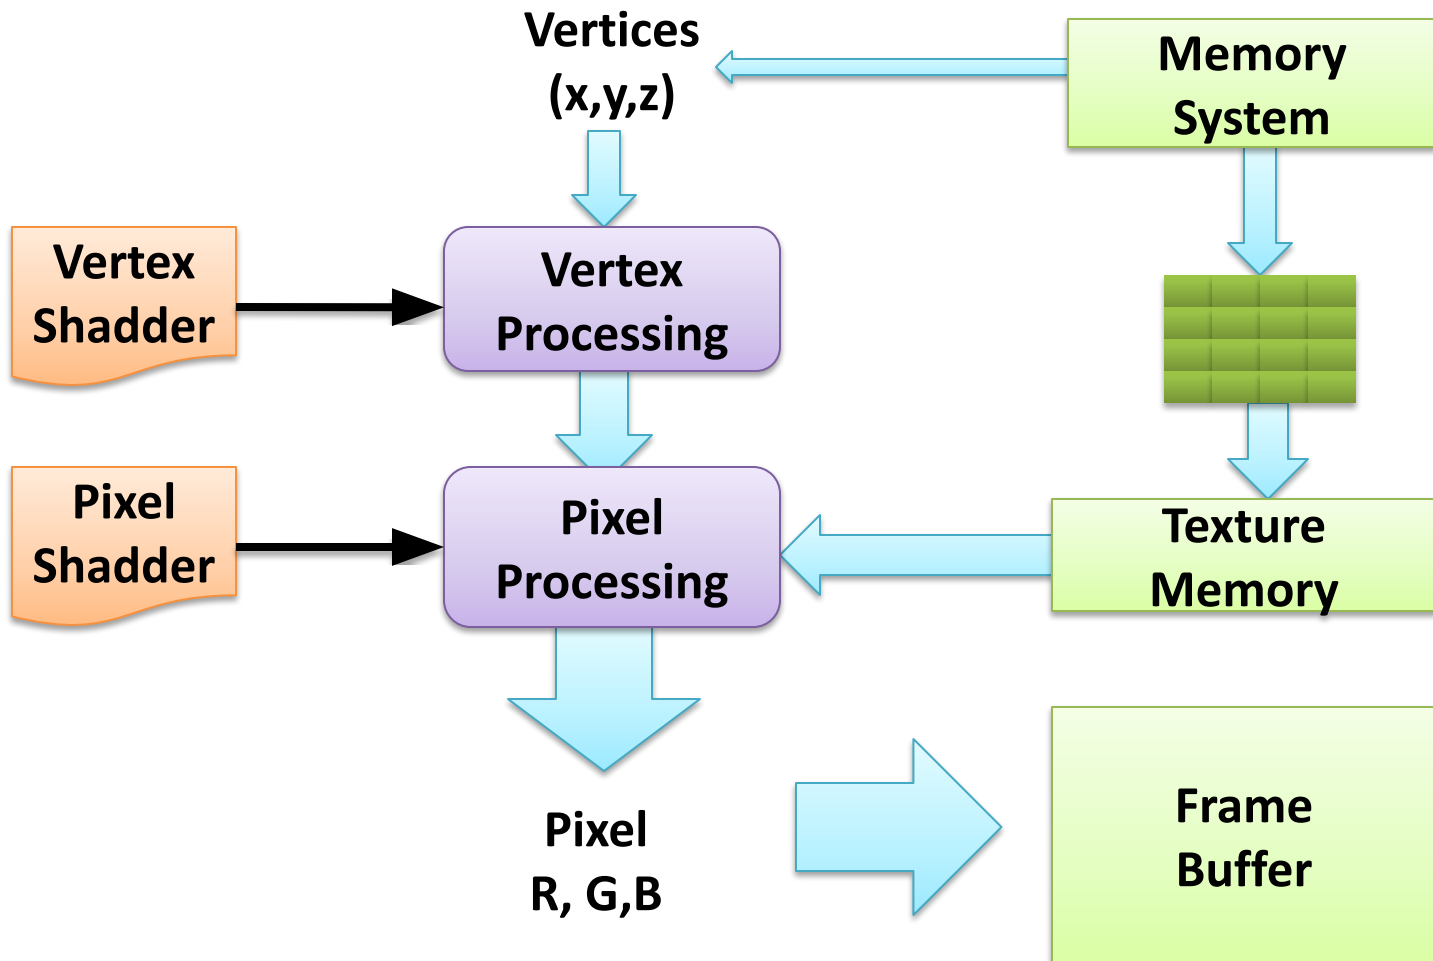 Vertices
(x,y,z)
Memory
System
Vertex
Shadder
Vertex
Processing
Pixel
Shadder
Pixel
Processing
Texture
Memory
Pixel
R, G,B
Frame
Buffer